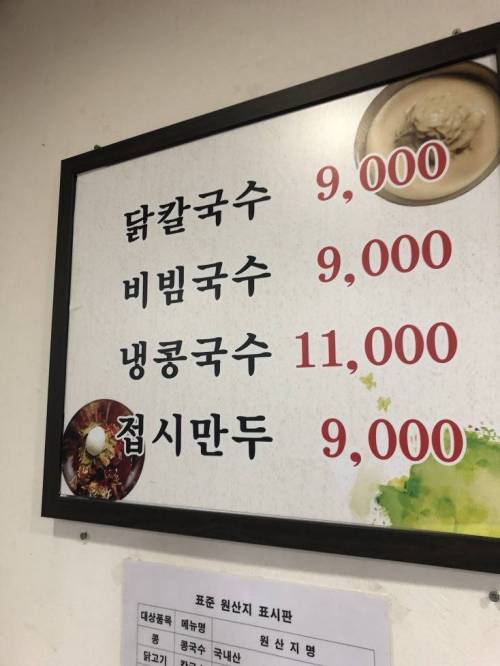 닭칼국수 9,000
비빔국수 9,000
냉콩국수 11,000
접시만두 9,000
표준 원산지 표시판
대상품목 메뉴명 원산지명
콩 콩국수 국내산
닭고기